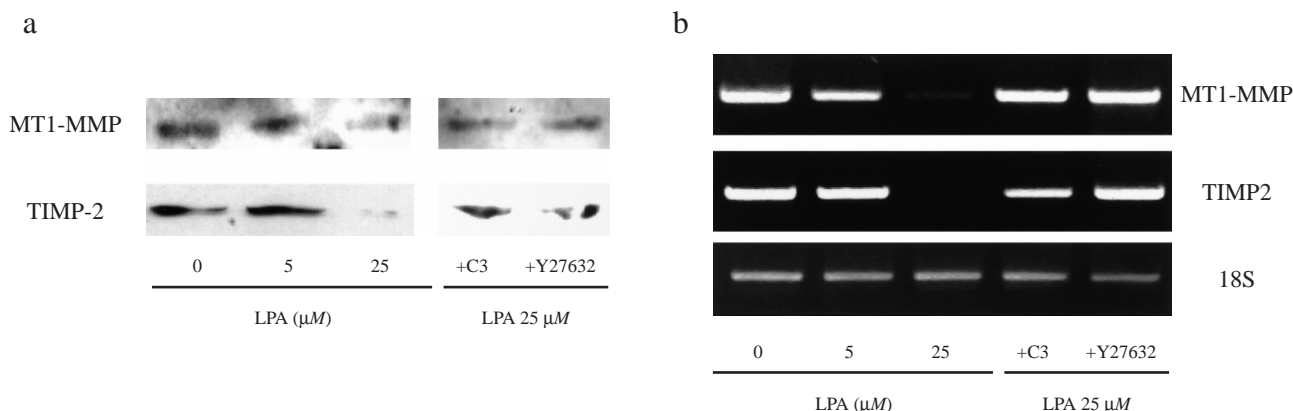 a
MT1-MMP
TIMP-2
0 5 25 +C3 +Y27632
LPA (μM) LPA 25 μM
b
MT1-MMP
TIMP2
18S
0 5 25 +C3 +Y27632
LPA (μM) LPA 25 μM